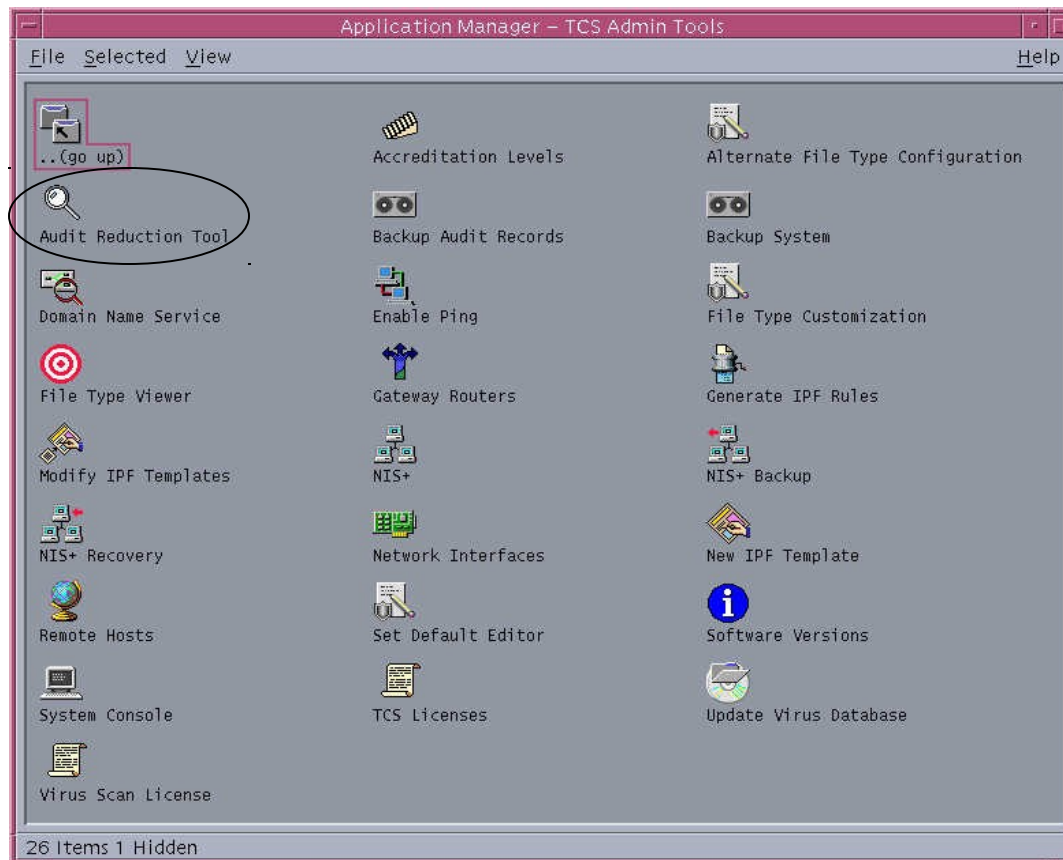 Application Manager – TCS Admin Tools
File Selected View Help
..(go up) Accreditation Levels Alternate File Type Configuration
Audit Reduction Tool Backup Audit Records Backup System
Domain Name Service Enable Ping File Type Customization
File Type Viewer Gateway Routers Generate IPF Rules
Modify IPF Templates NIS+ NIS+ Backup
NIS+ Recovery Network Interfaces New IPF Template
Remote Hosts Set Default Editor Software Versions
System Console TCS Licenses Update Virus Database
Virus Scan License
26 Items 1 Hidden